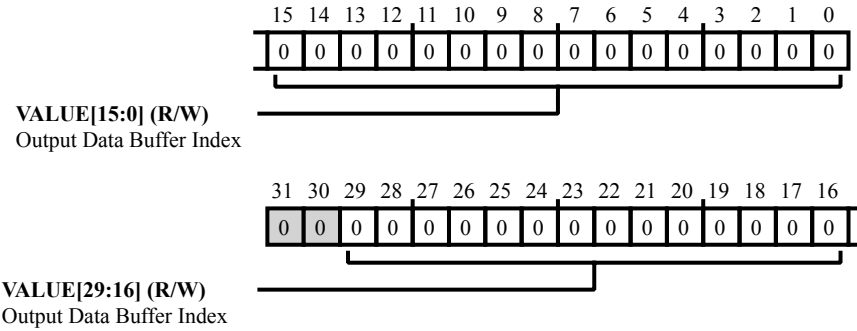 15 14 13 12 11 10 9 8 7 6 5 4 3 2 1 0
0 0 0 0 0 0 0 0 0 0 0 0 0 0 0 0
VALUE[15:0] (R/W)
Output Data Buffer Index
31 30 29 28 27 26 25 24 23 22 21 20 19 18 17 16
0 0 0 0 0 0 0 0 0 0 0 0 0 0 0 0
VALUE[29:16] (R/W)
Output Data Buffer Index